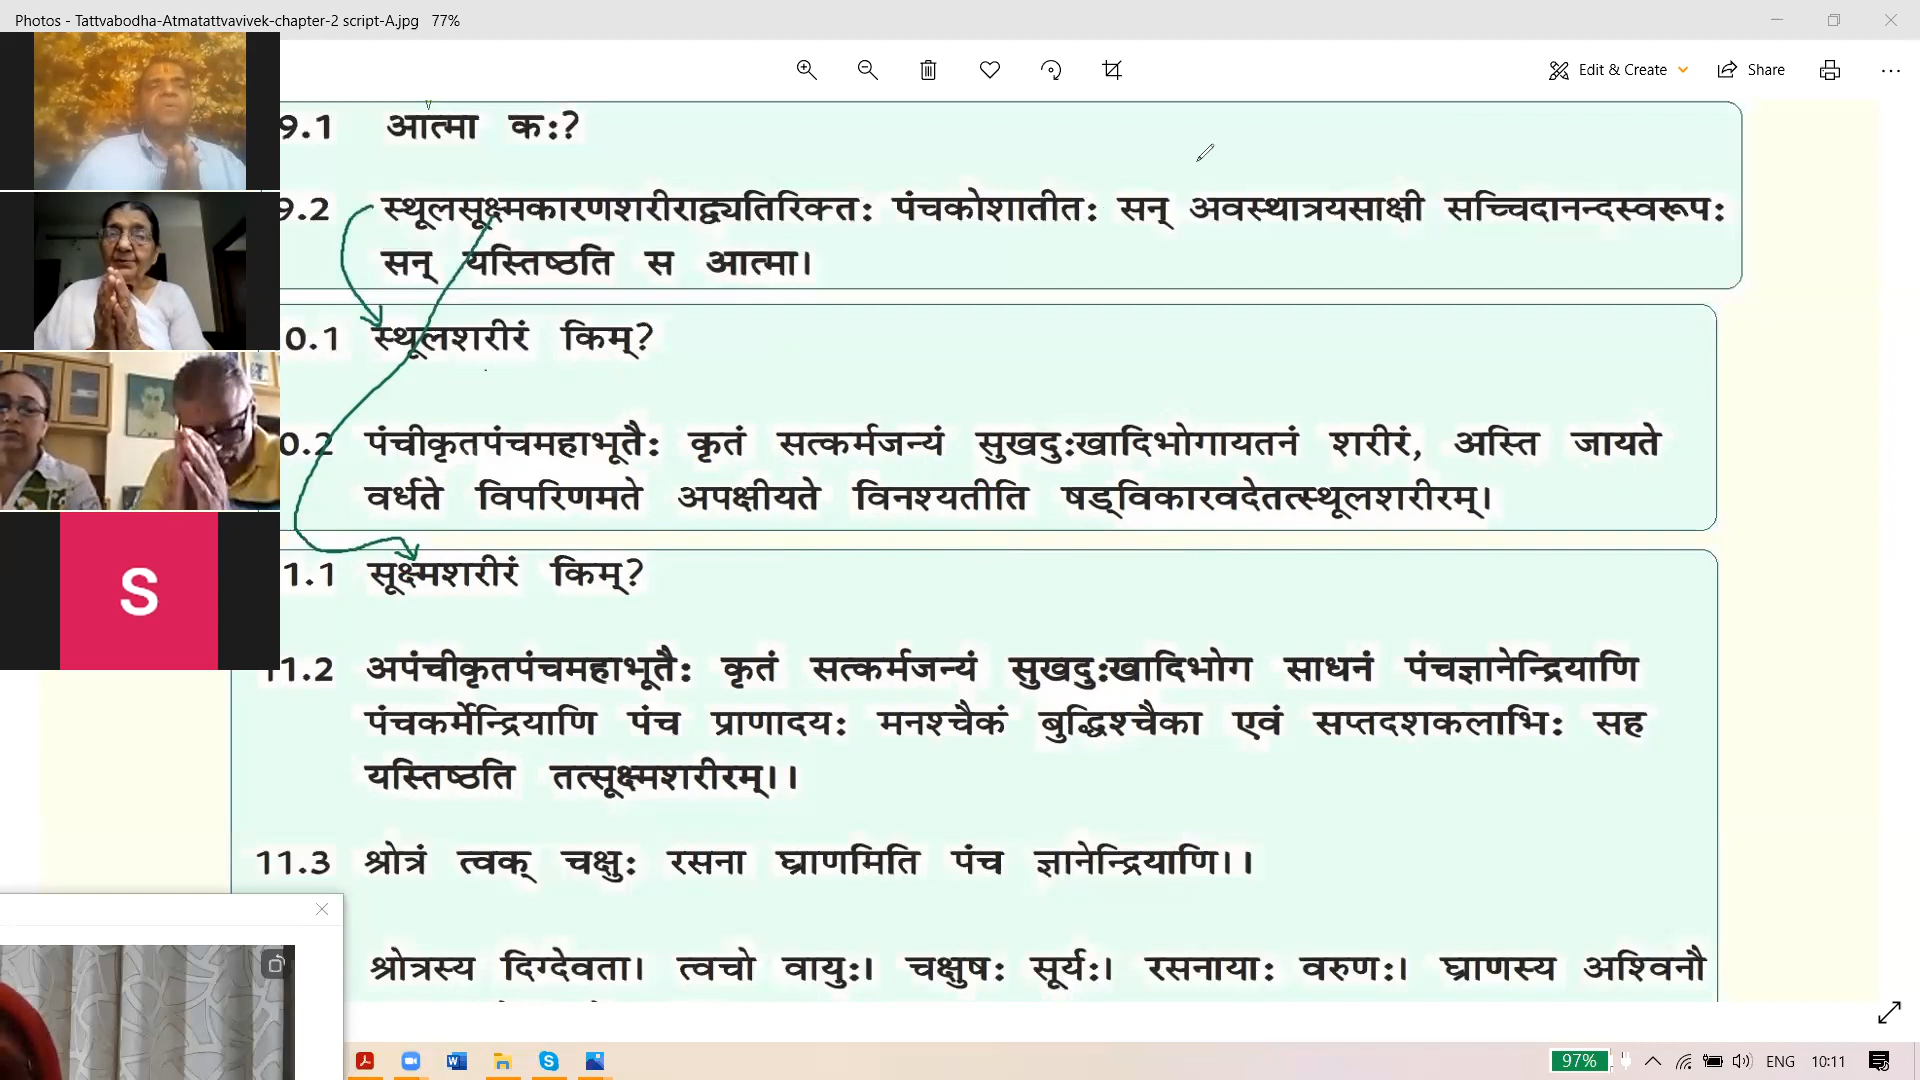 Photos - Tattvabodha-Atmatattvavivek-chapter-2 script-A.jpg 77%
Edit & Create
Share
9.1 आत्मा कः?
9.2 स्थूलसूक्ष्मकारणशरीराद्व्यतिरिक्तः पंचकोशातीतः सन् अवस्थात्रयसाक्षी सच्चिदानन्दस्वरूपः
सन् यस्तिष्ठति स आत्मा।
0.1 स्थूलशरीरं किम्?
0.2 पंचीकृतपंचमहाभूतैः कृतं सत्कर्मजन्यं सुखदुःखादिभोगायतनं शरीरं, अस्ति जायते
वर्धते विपरिणमते अपक्षीयते विनश्यतीति षड्विकारवदेतत्स्थूलशरीरम्।
1.1 सूक्ष्मशरीरं किम्?
11.2 अपंचीकृतपंचमहाभूतैः कृतं सत्कर्मजन्यं सुखदुःखादिभोग साधनं पंचज्ञानेन्द्रियाणि
पंचकर्मेन्द्रियाणि पंच प्राणादयः मनश्चैकं बुद्धिश्चैका एवं सप्तदशकलाभिः सह
यस्तिष्ठति तत्सूक्ष्मशरीरम्।।
11.3 श्रोत्रं त्वक् चक्षुः रसना घ्राणमिति पंच ज्ञानेन्द्रियाणि।।
श्रोत्रस्य दिग्देवता। त्वचो वायुः। चक्षुषः सूर्यः। रसनायाः वरुणः। घ्राणस्य अश्विनौ
S
97%
ENG
10:11